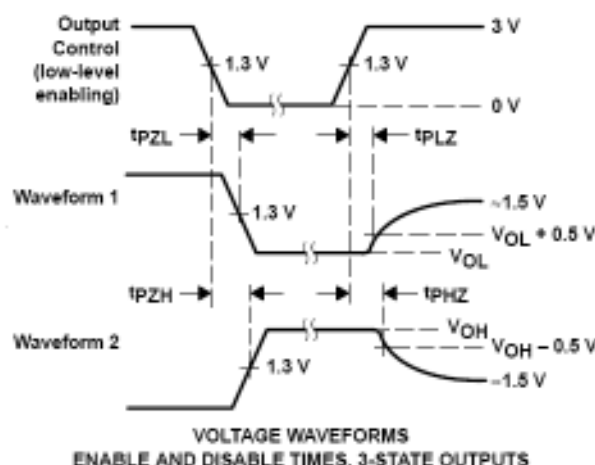 Output
Control
(low-level
enabling)
3 V
1.3 V
1.3 V
0 V
tPZL
tPLZ
Waveform 1
1.3 V
~1.5 V
VOL + 0.5 V
VOL
tPZH
tPHZ
Waveform 2
1.3 V
VOH
VOH – 0.5 V
~1.5 V
VOLTAGE WAVEFORMS
ENABLE AND DISABLE TIMES, 3-STATE OUTPUTS